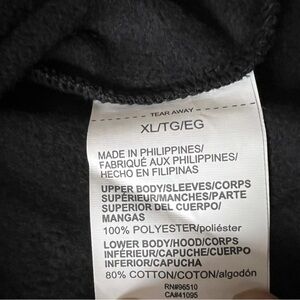 TEAR AWAY
XL/TG/EG
MADE IN PHILIPPINES/
FABRIQUÉ AUX PHILIPPINES/
HECHO EN FILIPINAS
UPPER BODY/SLEEVES/CORPS
SUPÉRIEUR/MANCHES/PARTE
SUPERIOR DEL CUERPO/
MANGAS
100% POLYESTER/poliéster
LOWER BODY/HOOD/CORPS
INFÉRIEUR/CAPUCHE/CUERPO
INFERIOR/CAPUCHA
80% COTTON/COTON/algodón
RN#96510
CA#41095